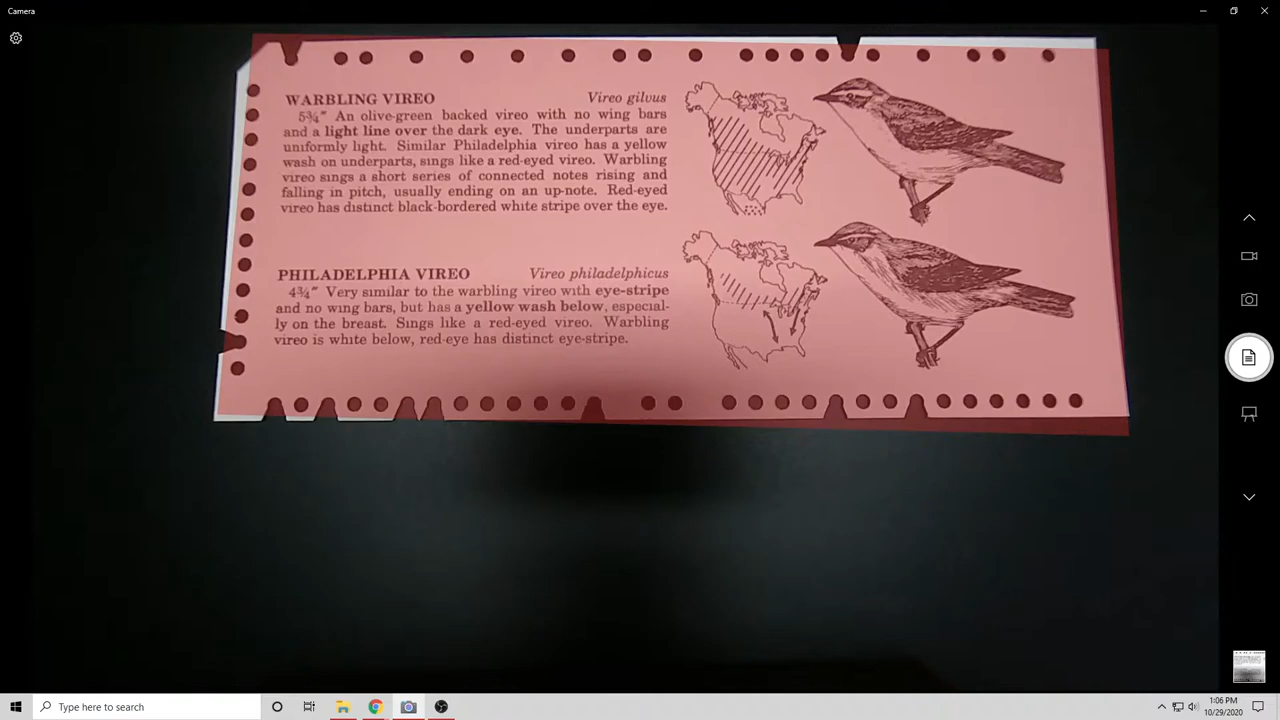 Camera
WARBLING VIREO Vireo gilvus
5¾" An olive-green backed vireo with no wing bars
and a light line over the dark eye. The underparts are
uniformly light. Similar Philadelphia vireo has a yellow
wash on underparts, sings like a red-eyed vireo. Warbling
vireo sings a short series of connected notes rising and
falling in pitch, usually ending on an up-note. Red-eyed
vireo has distinct black-bordered white stripe over the eye.
PHILADELPHIA VIREO Vireo philadelphicus
4¾" Very similar to the warbling vireo with eye-stripe
and no wing bars, but has a yellow wash below, especial-
ly on the breast. Sings like a red-eyed vireo. Warbling
vireo is white below, red-eye has distinct eye-stripe.
Type here to search
1:06 PM
10/29/2020